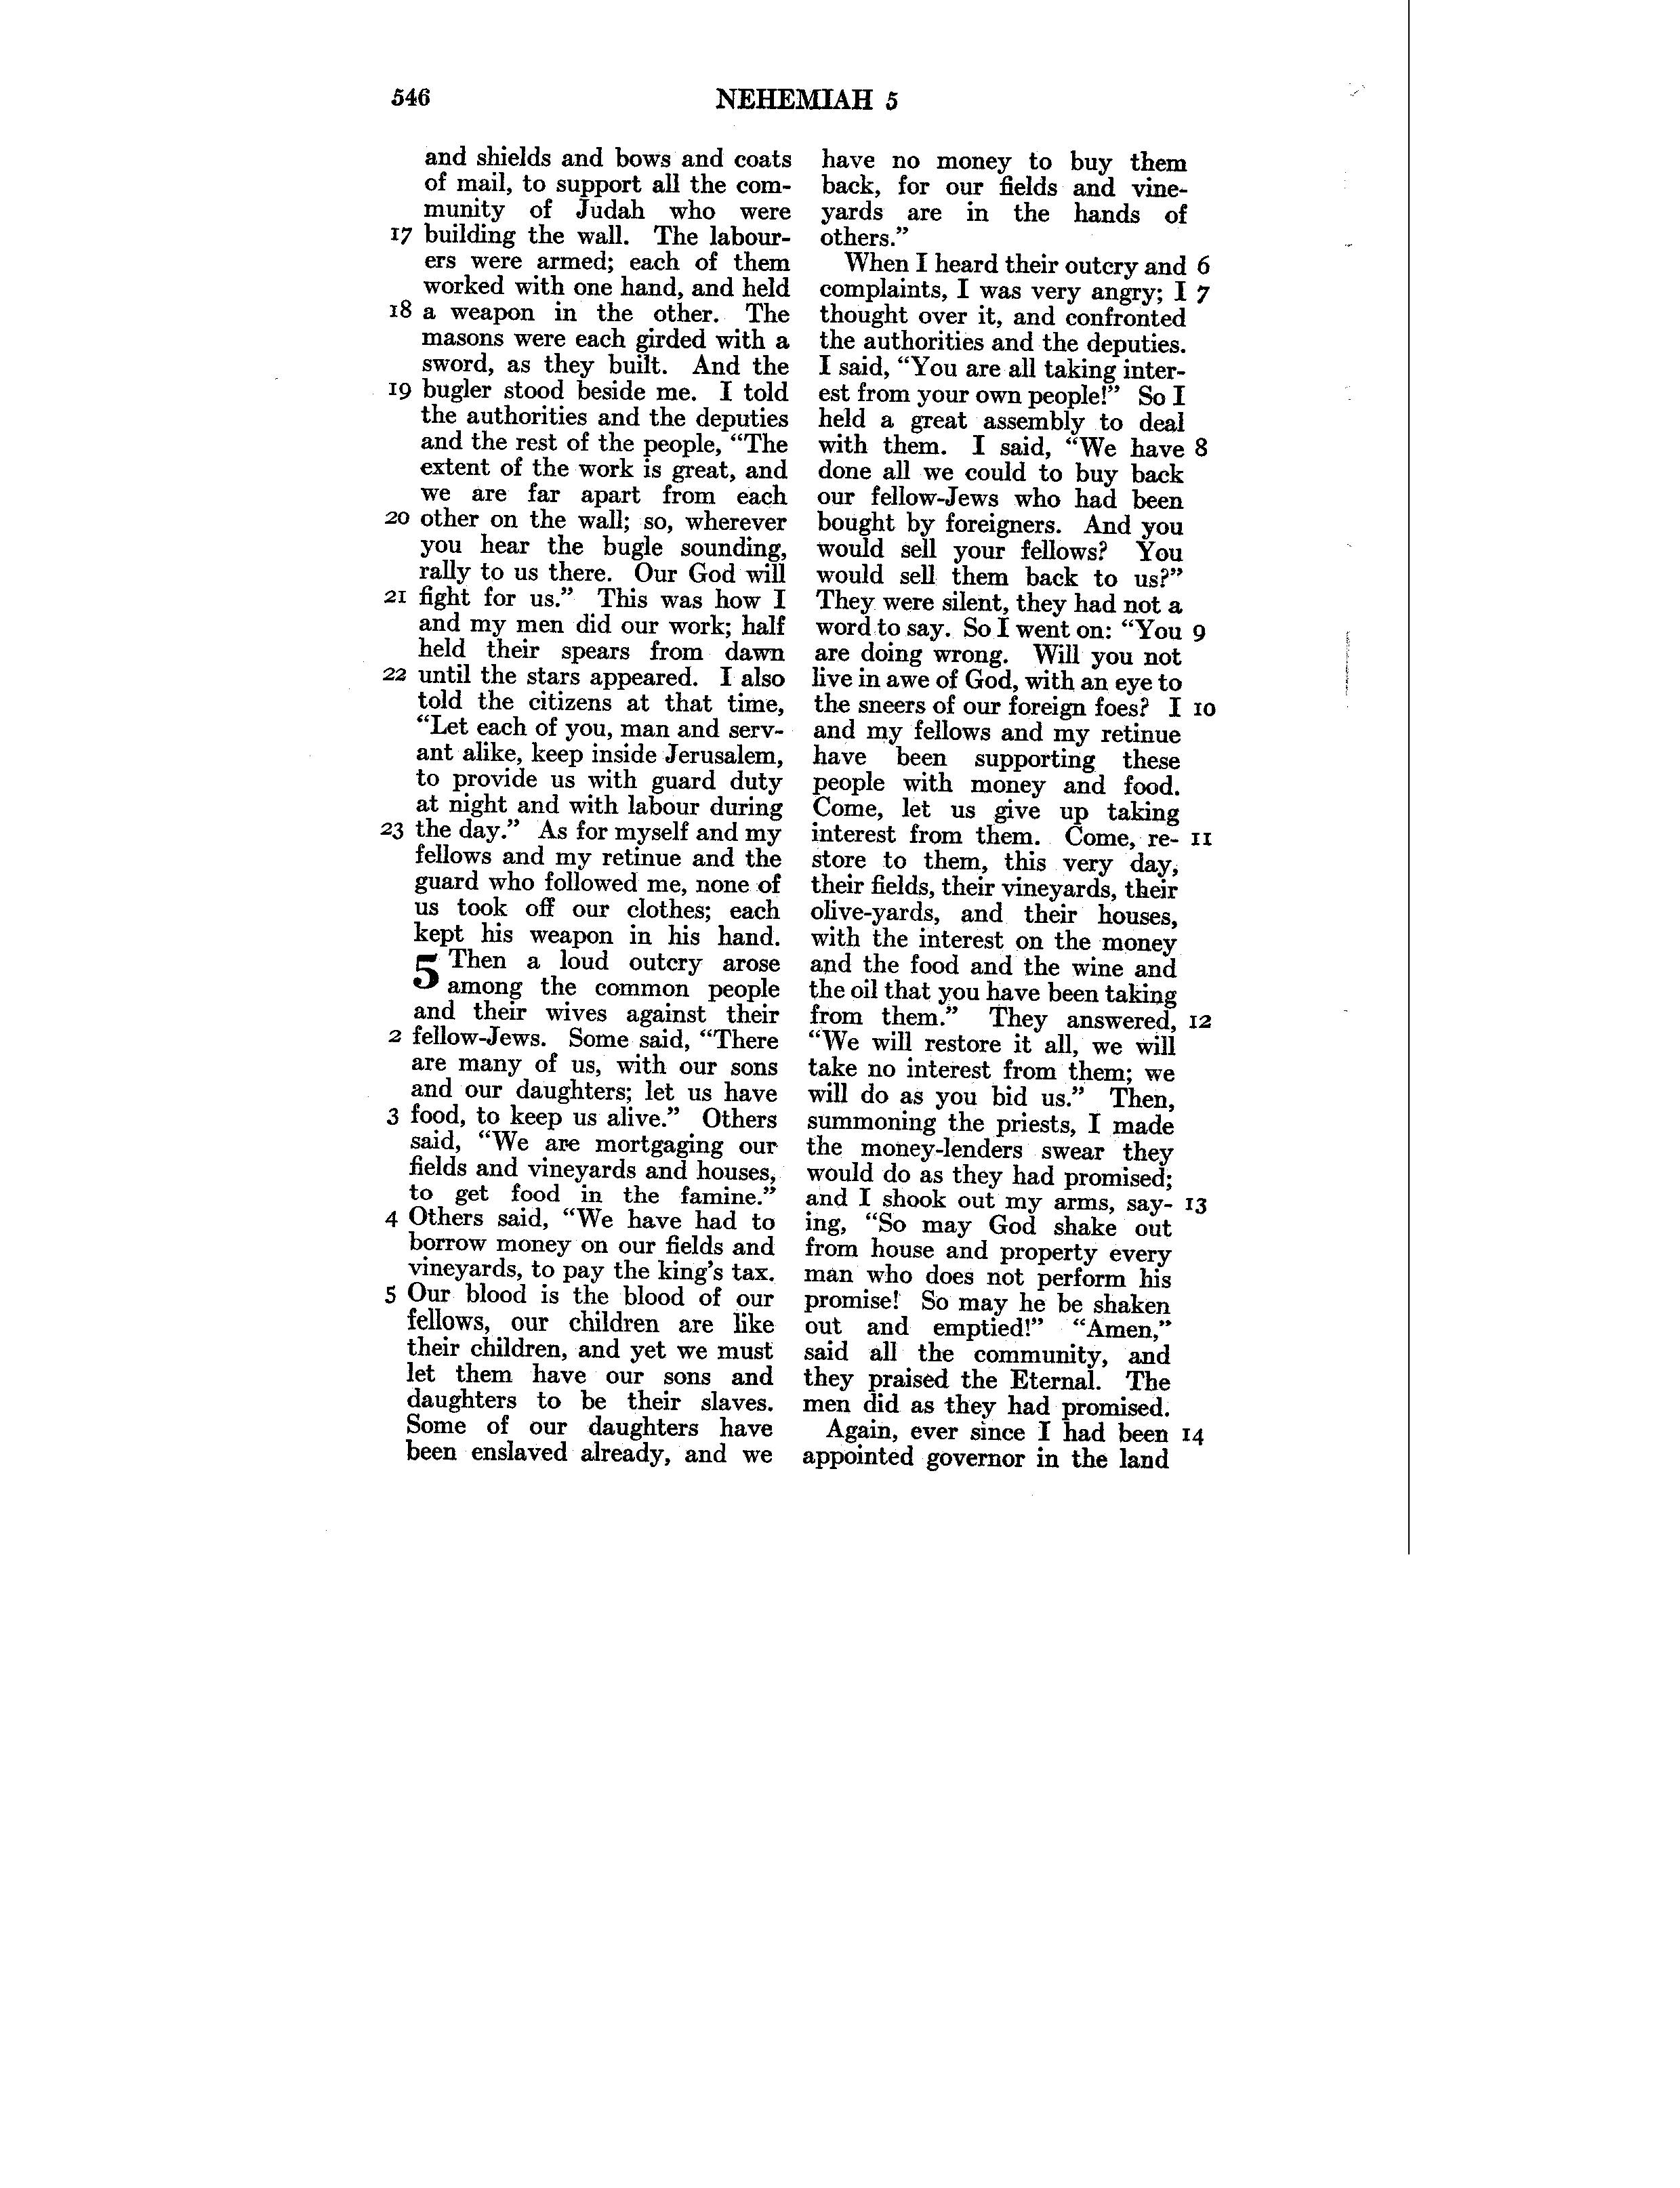 546 NEHEMIAH 5
and shields and bows and coats
of mail, to support all the com-
munity of Judah who were
17 building the wall. The labour-
ers were armed; each of them
worked with one hand, and held
18 a weapon in the other. The
masons were each girded with a
sword, as they built. And the
19 bugler stood beside me. I told
the authorities and the deputies
and the rest of the people, “The
extent of the work is great, and
we are far apart from each
20 other on the wall; so, wherever
you hear the bugle sounding,
rally to us there. Our God will
21 fight for us.” This was how I
and my men did our work; half
held their spears from dawn
22 until the stars appeared. I also
told the citizens at that time,
“Let each of you, man and serv-
ant alike, keep inside Jerusalem,
to provide us with guard duty
at night and with labour during
23 the day.” As for myself and my
fellows and my retinue and the
guard who followed me, none of
us took off our clothes; each
kept his weapon in his hand.
5 Then a loud outcry arose
among the common people
and their wives against their
2 fellow-Jews. Some said, “There
are many of us, with our sons
and our daughters; let us have
3 food, to keep us alive.” Others
said, “We are mortgaging our
fields and vineyards and houses,
to get food in the famine.”
4 Others said, “We have had to
borrow money on our fields and
vineyards, to pay the king’s tax.
5 Our blood is the blood of our
fellows, our children are like
their children, and yet we must
let them have our sons and
daughters to be their slaves.
Some of our daughters have
been enslaved already, and we
have no money to buy them
back, for our fields and vine-
yards are in the hands of
others.”
When I heard their outcry and 6
complaints, I was very angry; I 7
thought over it, and confronted
the authorities and the deputies.
I said, “You are all taking inter-
est from your own people!” So I
held a great assembly to deal
with them. I said, “We have 8
done all we could to buy back
our fellow-Jews who had been
bought by foreigners. And you
would sell your fellows? You
would sell them back to us?”
They were silent, they had not a
word to say. So I went on: “You 9
are doing wrong. Will you not
live in awe of God, with an eye to
the sneers of our foreign foes? I 10
and my fellows and my retinue
have been supporting these
people with money and food.
Come, let us give up taking
interest from them. Come, re- 11
store to them, this very day,
their fields, their vineyards, their
olive-yards, and their houses,
with the interest on the money
and the food and the wine and
the oil that you have been taking
from them.” They answered, 12
“We will restore it all, we will
take no interest from them; we
will do as you bid us.” Then,
summoning the priests, I made
the money-lenders swear they
would do as they had promised;
and I shook out my arms, say- 13
ing, “So may God shake out
from house and property every
man who does not perform his
promise! So may he be shaken
out and emptied!” “Amen,”
said all the community, and
they praised the Eternal. The
men did as they had promised.
Again, ever since I had been 14
appointed governor in the land